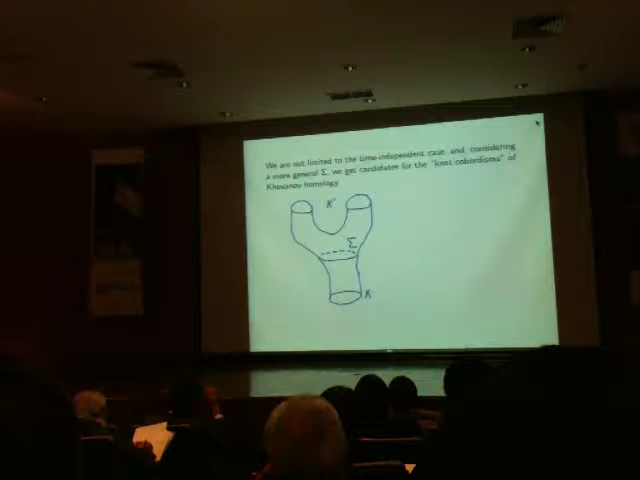 We are not limited to the time-independent case, and, considering
a more general Σ, we get candidates for the "knot cobordisms" of
Khovanov homology.
K'
Σ
K